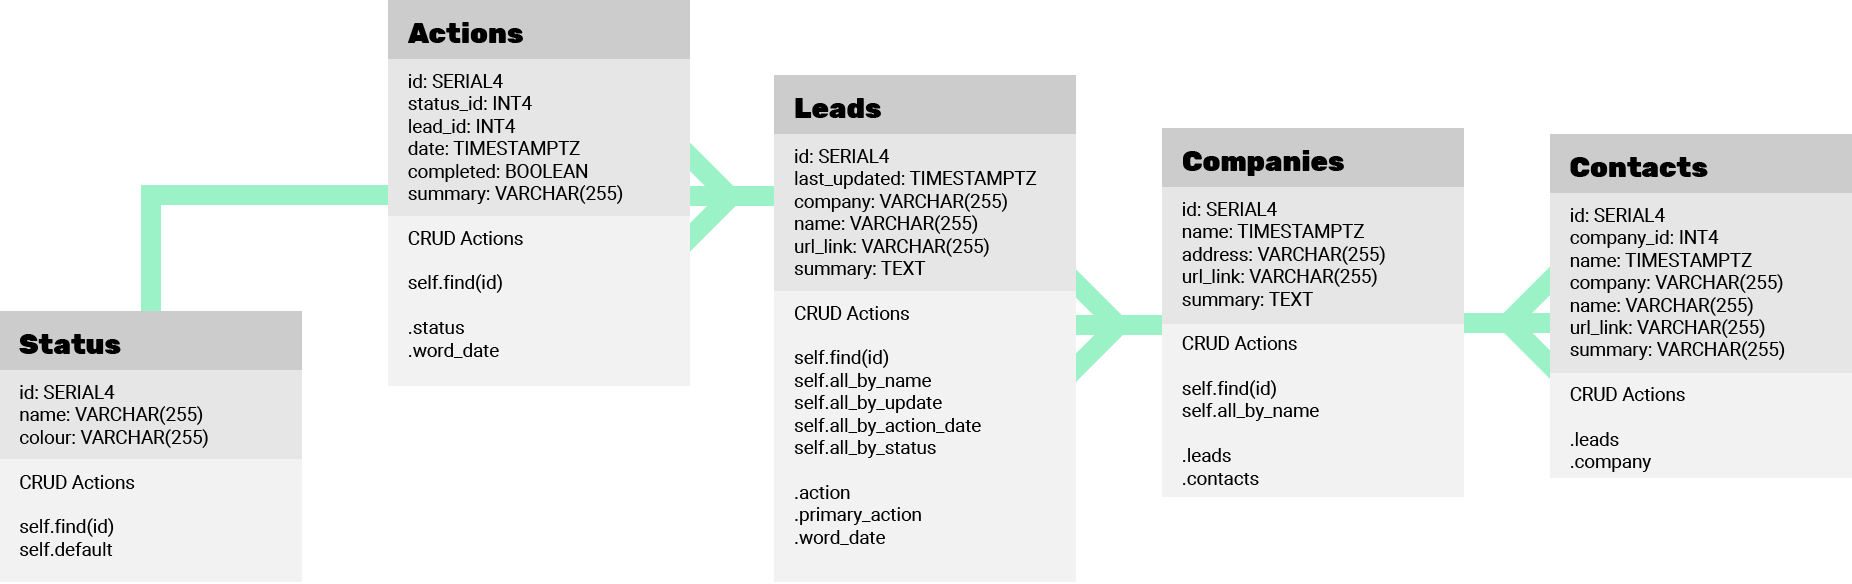 Actions
id: SERIAL4
status_id: INT4
lead_id: INT4
date: TIMESTAMPTZ
completed: BOOLEAN
summary: VARCHAR(255)
CRUD Actions
self.find(id)
.status
.word_date
Status
id: SERIAL4
name: VARCHAR(255)
colour: VARCHAR(255)
CRUD Actions
self.find(id)
self.default
Leads
id: SERIAL4
last_updated: TIMESTAMPTZ
company: VARCHAR(255)
name: VARCHAR(255)
url_link: VARCHAR(255)
summary: TEXT
CRUD Actions
self.find(id)
self.all_by_name
self.all_by_update
self.all_by_action_date
self.all_by_status
.action
.primary_action
.word_date
Companies
id: SERIAL4
name: TIMESTAMPTZ
address: VARCHAR(255)
url_link: VARCHAR(255)
summary: TEXT
CRUD Actions
self.find(id)
self.all_by_name
.leads
.contacts
Contacts
id: SERIAL4
company_id: INT4
name: TIMESTAMPTZ
company: VARCHAR(255)
name: VARCHAR(255)
url_link: VARCHAR(255)
summary: VARCHAR(255)
CRUD Actions
.leads
.company